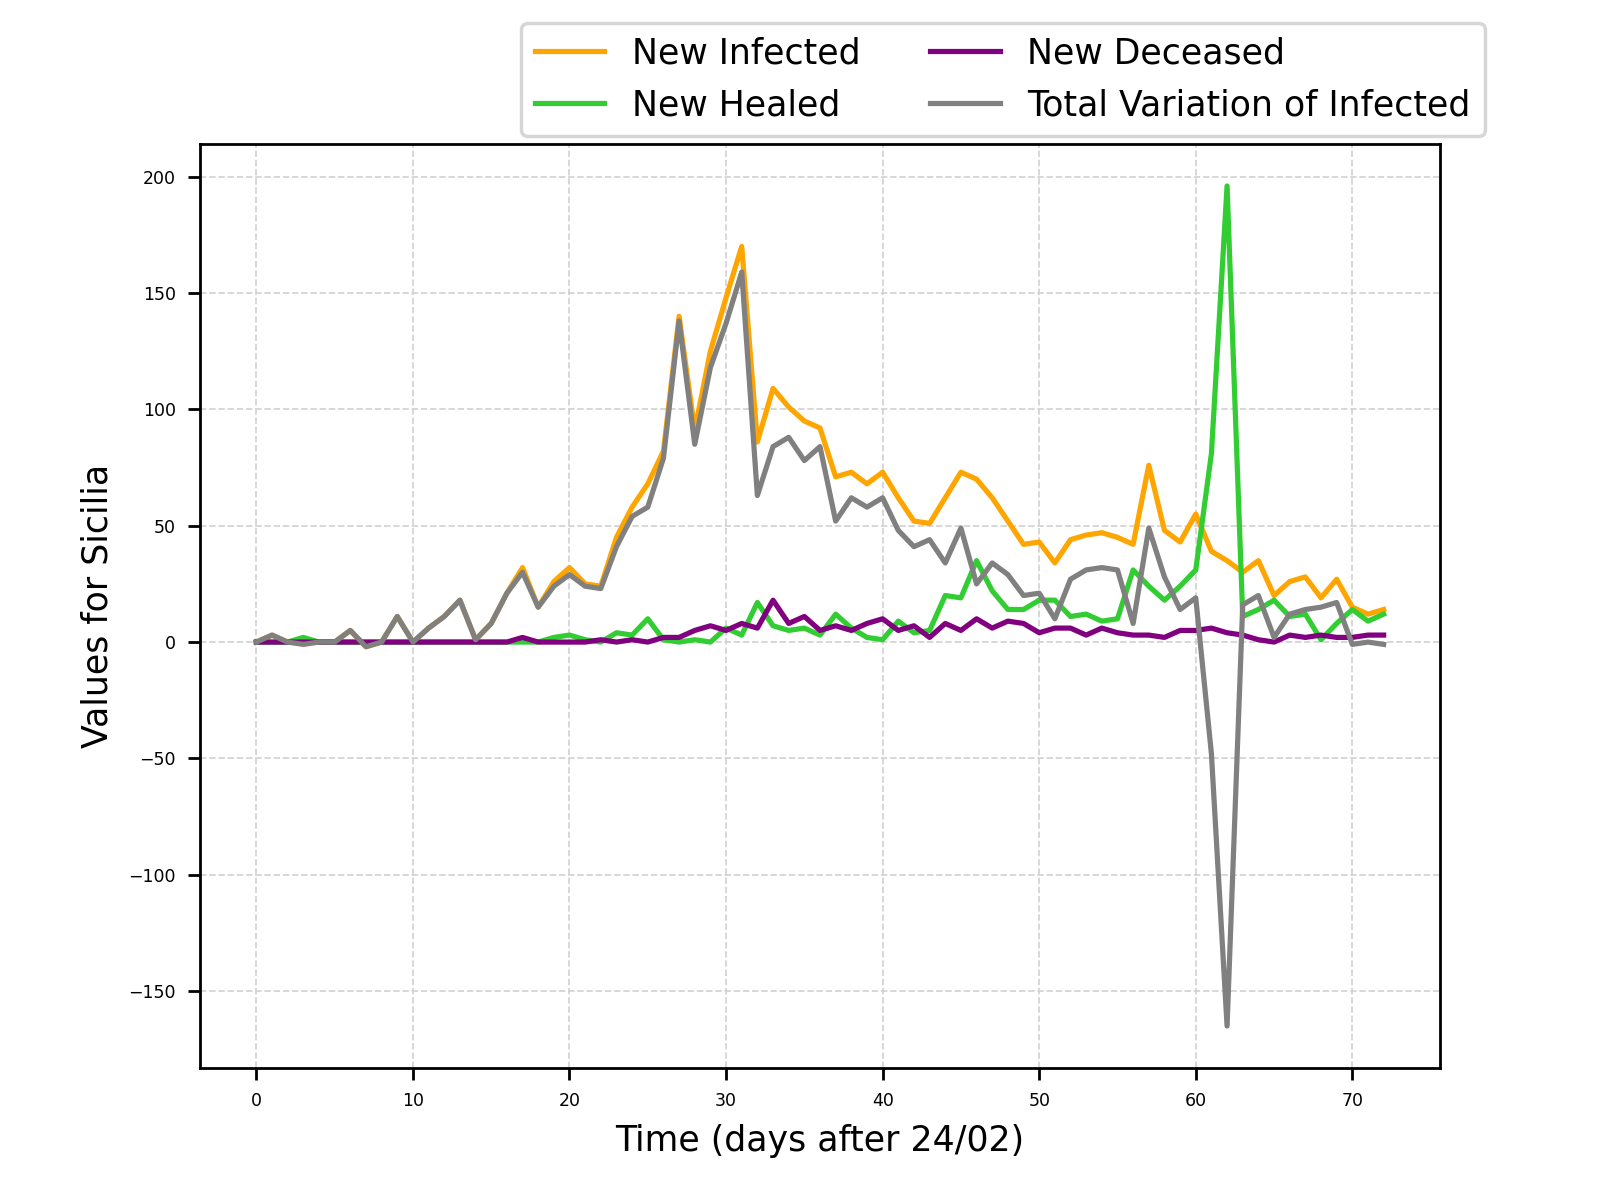 New Infected
New Healed
New Deceased
Total Variation of Infected
Values for Sicilia
200
150
100
50
0
−50
−100
−150
0 10 20 30 40 50 60 70
Time (days after 24/02)